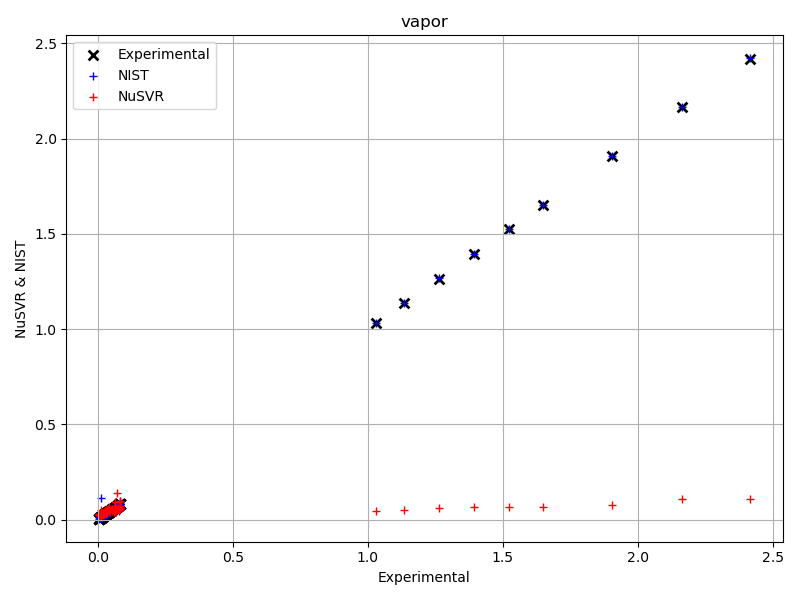 vapor
Experimental
NIST
NuSVR
2.5
2.0
1.5
1.0
0.5
0.0
NuSVR & NIST
0.0 0.5 1.0 1.5 2.0 2.5
Experimental